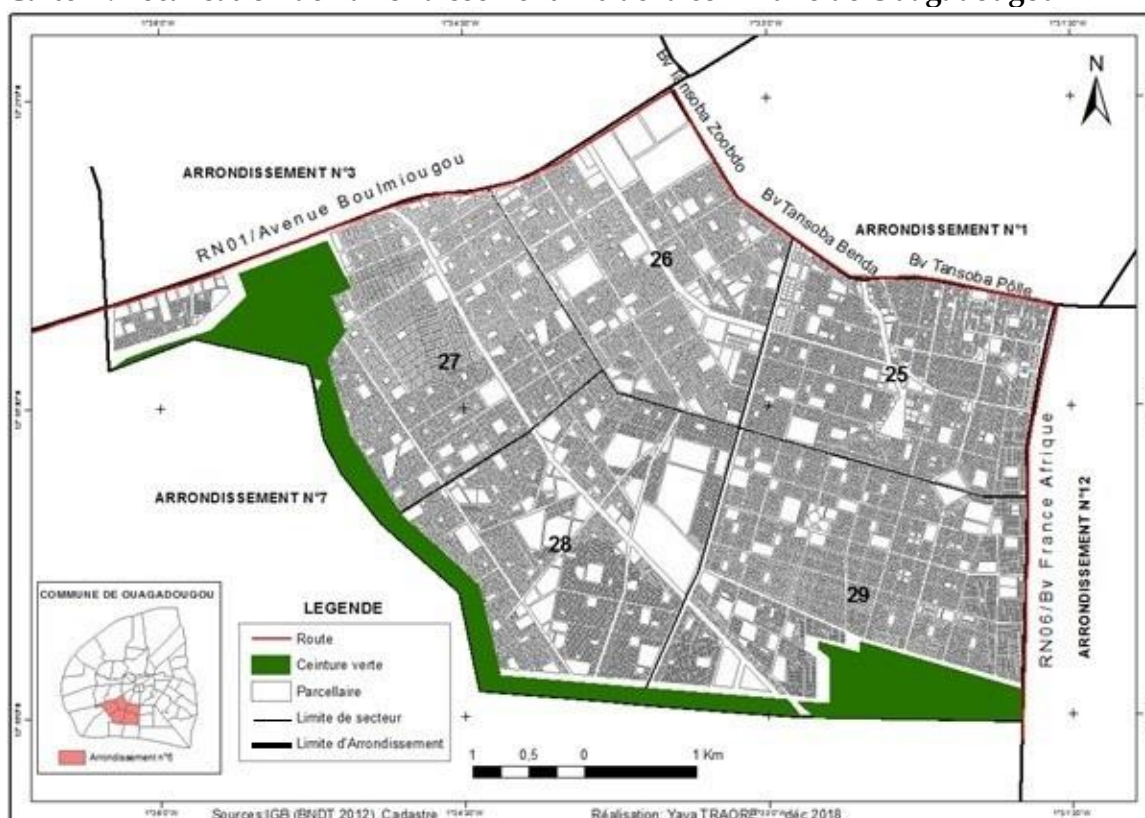 N
Bv Tansoba Zoobdo
ARRONDISSEMENT N°3
RN01/Avenue Boulmiougou
Bv Tansoba Benda
ARRONDISSEMENT N°1
Bv Tansoba Pôlle
26
27
25
ARRONDISSEMENT N°7
28
29
RN06/Bv France Afrique
ARRONDISSEMENT N°12
COMMUNE DE OUAGADOUGOU
Arrondissement n°6
LEGENDE
Route
Ceinture verte
Parcellaire
Limite de secteur
Limite d'Arrondissement
1 0,5 0 1 Km
Sources:IGB (BNDT 2012) Cadastre Réalisation: Yaya TRAORE déc 2018